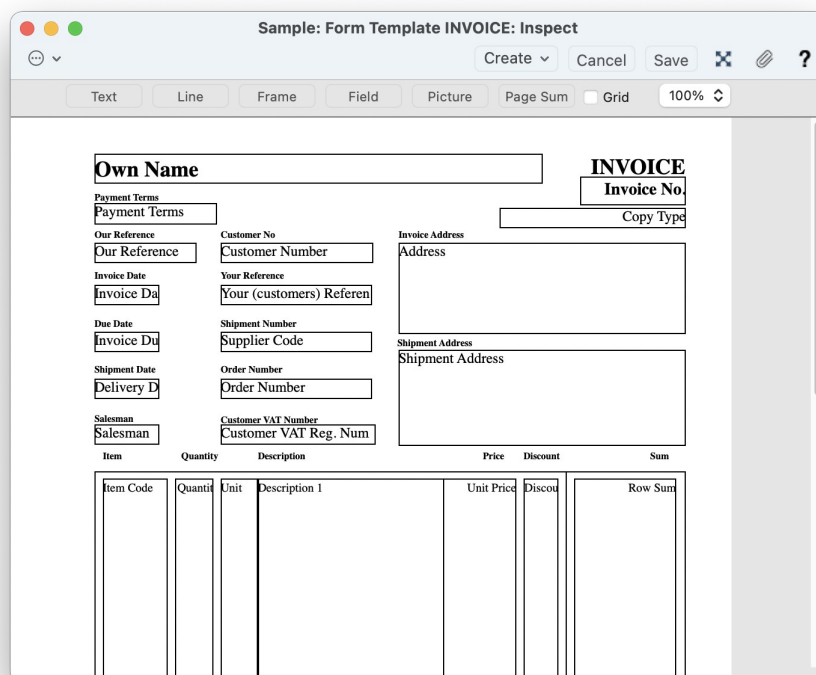 Sample: Form Template INVOICE: Inspect
Create Cancel Save ?
Text Line Frame Field Picture Page Sum Grid 100%
Own Name INVOICE
Invoice No.
Payment Terms
Payment Terms Copy Type
Our Reference Customer No Invoice Address
Our Reference Customer Number Address
Invoice Date Your Reference
Invoice Da Your (customers) Referen
Due Date Shipment Number
Invoice Du Supplier Code Shipment Address
Shipment Address
Shipment Date Order Number
Delivery D Order Number
Salesman Customer VAT Number
Salesman Customer VAT Reg. Num
Item Quantity Description Price Discount Sum
Item Code Quantit Unit Description 1 Unit Price Discou Row Sum